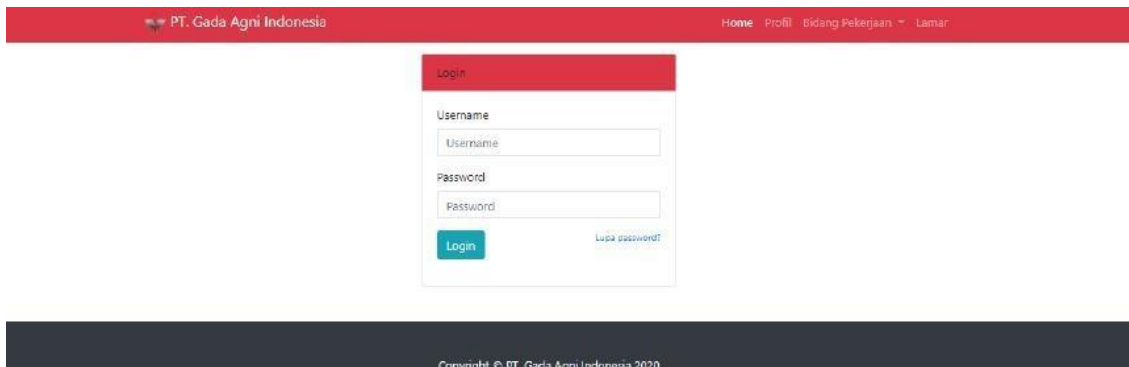 PT. Gada Agni Indonesia
Home Profil Bidang Pekerjaan Lamar
Login
Username
Username
Password
Password
Login Lupa password?
Copyright © PT. Gada Agni Indonesia 2020